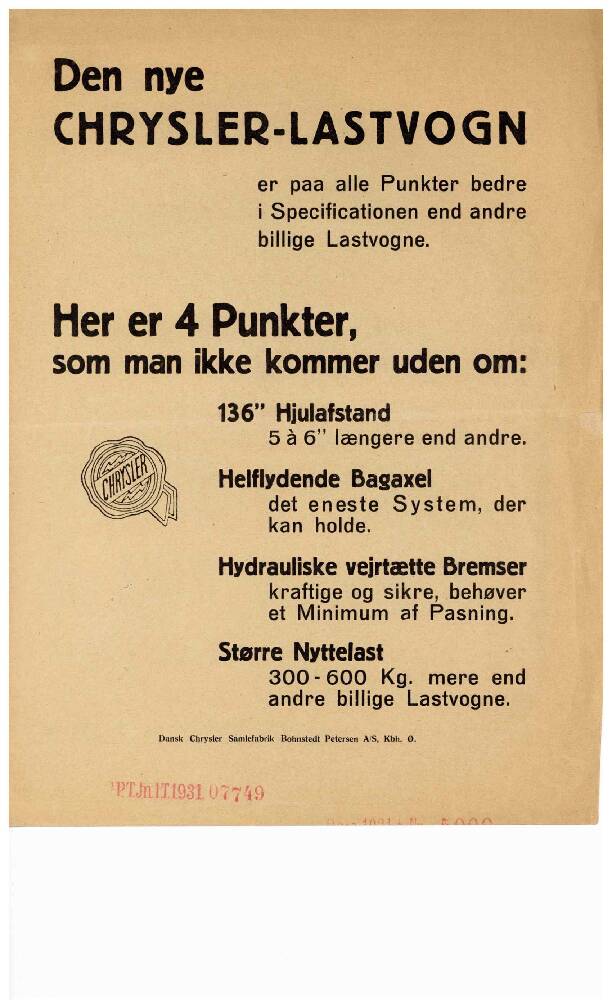 Den nye
CHRYSLER-LASTVOGN
er paa alle Punkter bedre
i Specificationen end andre
billige Lastvogne.
Her er 4 Punkter,
som man ikke kommer uden om:
136” Hjulafstand
5 à 6” længere end andre.
CHRYSLER
Helflydende Bagaxel
det eneste System, der
kan holde.
Hydrauliske vejrtætte Bremser
kraftige og sikre, behøver
et Minimum af Pasning.
Større Nyttelast
300-600 Kg. mere end
andre billige Lastvogne.
Dansk Chrysler Samlefabrik Bohnstedt Petersen A/S, Kbh. Ø.
P.T.Jn I.T.1931 07749